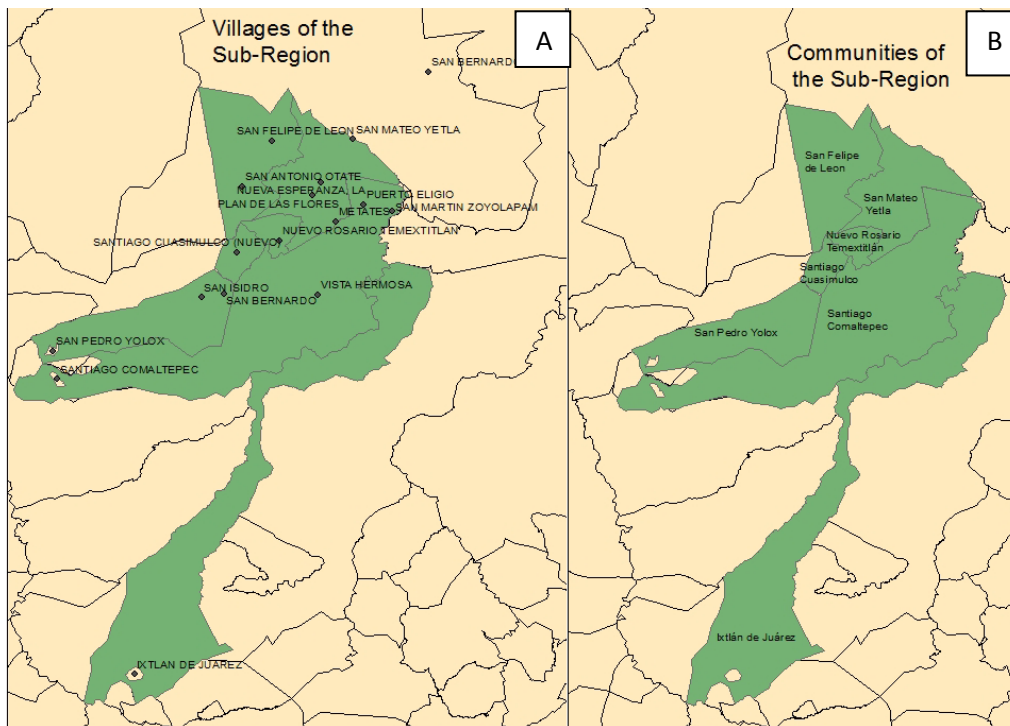 Villages of the
Sub-Region
A
SAN BERNARDO
SAN FELIPE DE LEON
SAN MATEO YETLA
SAN ANTONIO OTATE
NUEVA ESPERANZA, LA
PUERTO ELIGIO
PLAN DE LAS FLORES
METATES
SAN MARTIN ZOYOLAPAM
NUEVO ROSARIO TEMEXTITLAN
SANTIAGO CUASIMULCO (NUEVO)
SAN ISIDRO
SAN BERNARDO
VISTA HERMOSA
SAN PEDRO YOLOX
SANTIAGO COMALTEPEC
IXTLAN DE JUAREZ
Communities of
the Sub-Region
B
San Felipe
de Leon
San Mateo
Yetla
Nuevo Rosario
Temextitlán
Santiago
Cuasimulco
Santiago
Comaltepec
San Pedro Yolox
Ixtlán de Juárez